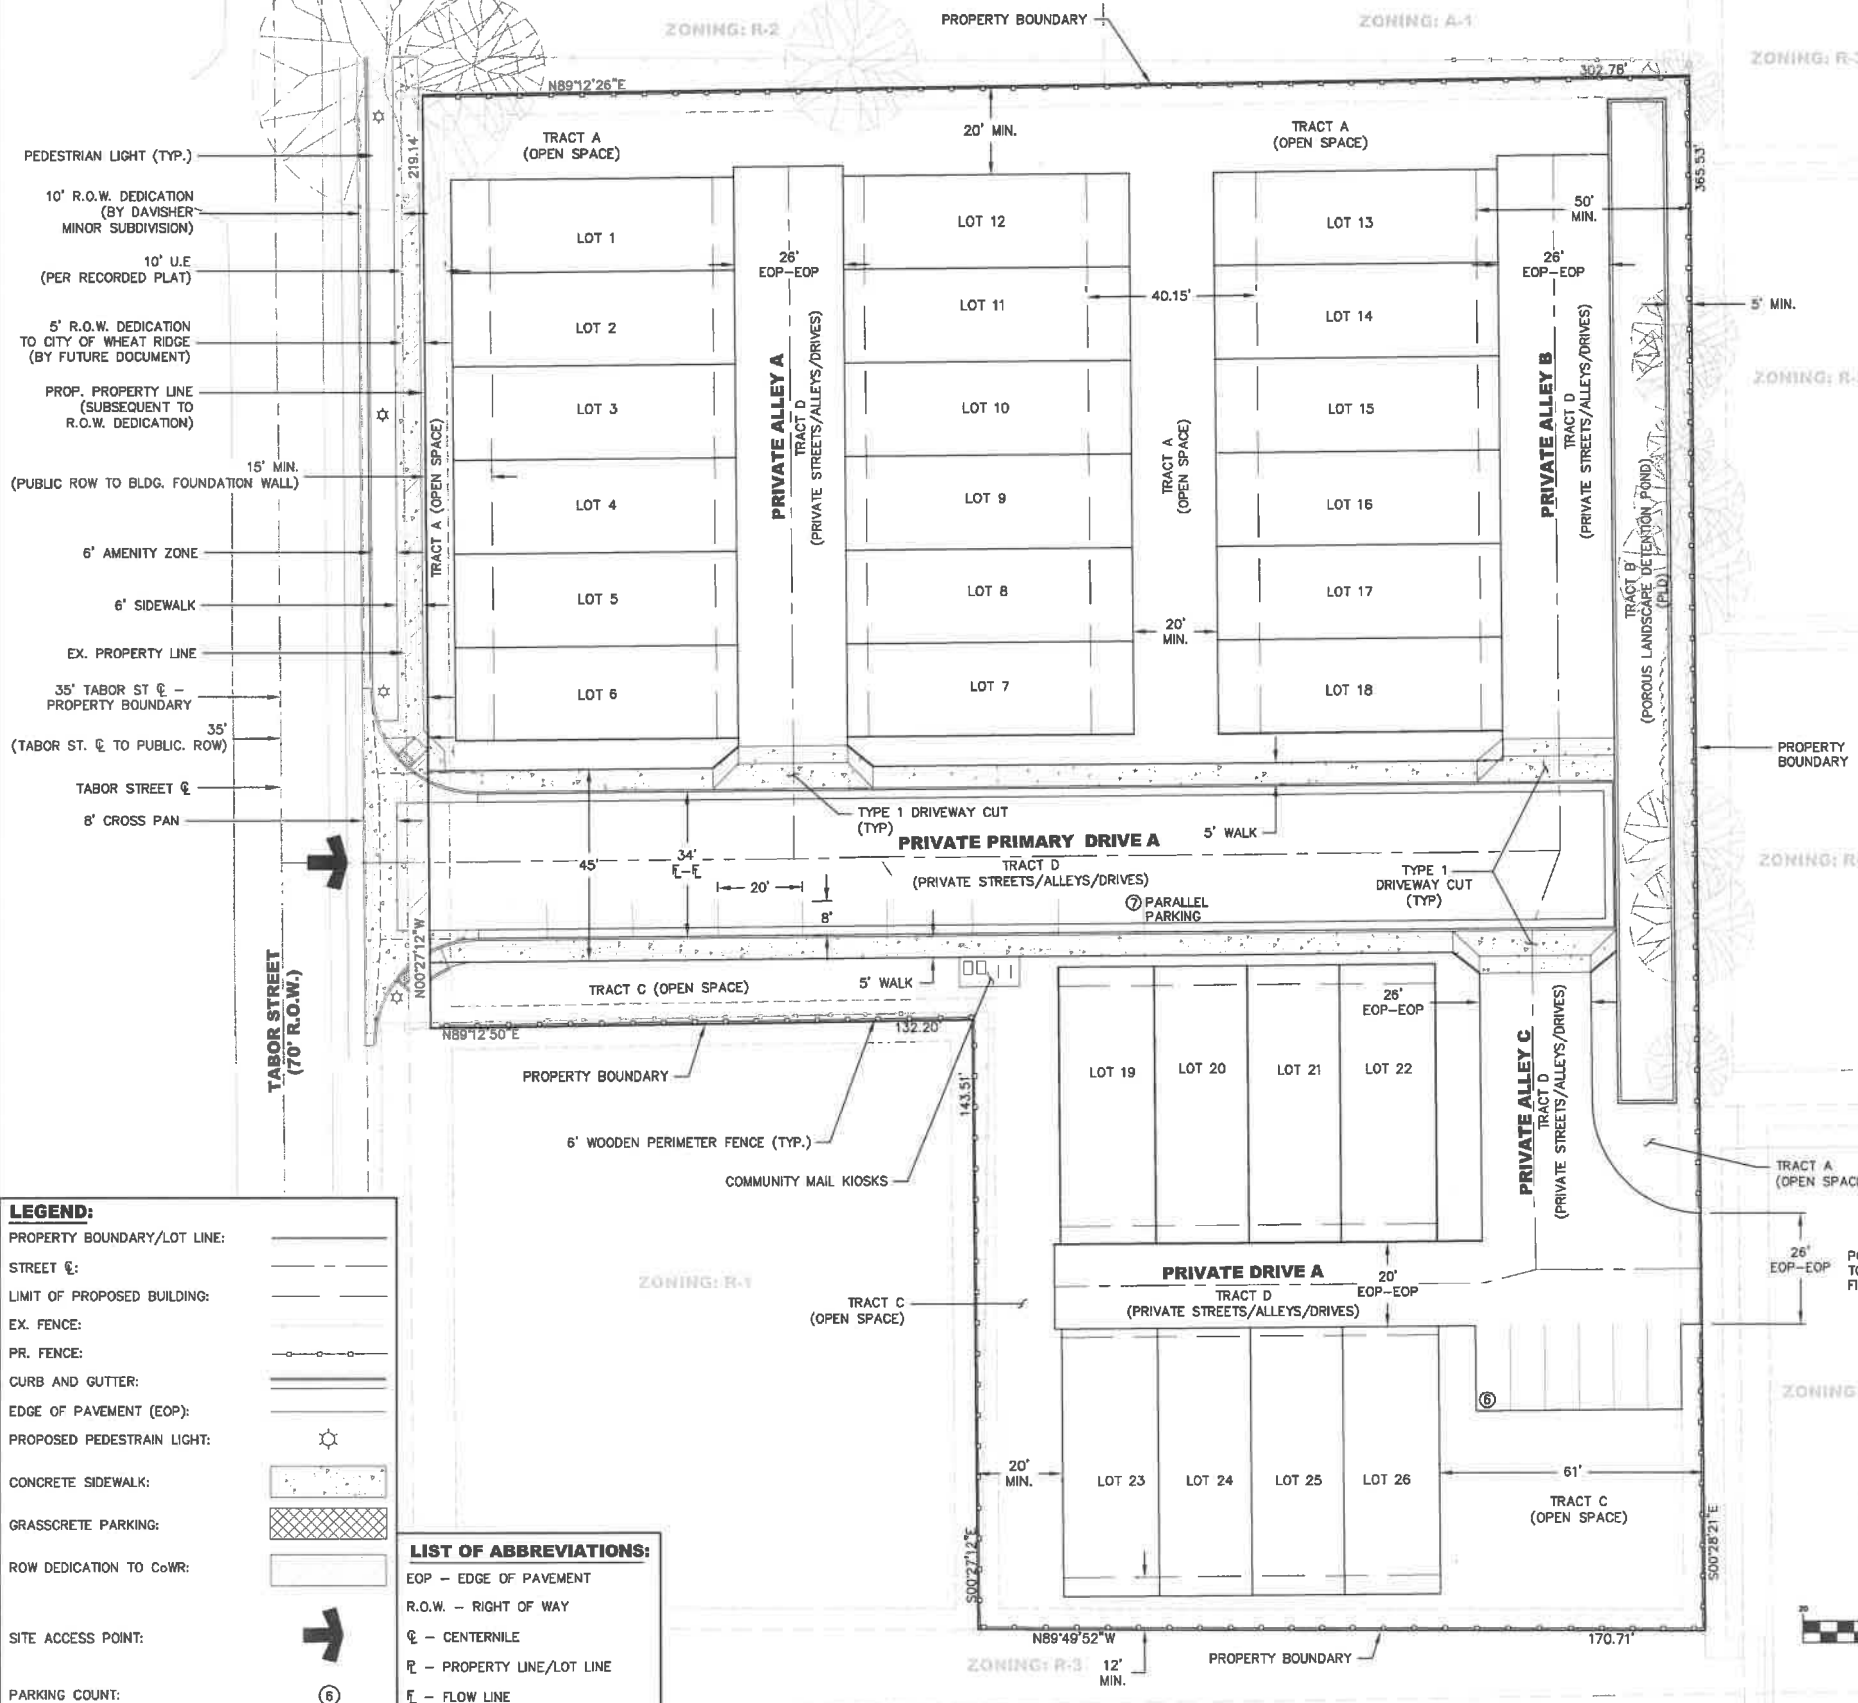 ZONING: R-2
PROPERTY BOUNDARY
ZONING: A-1
ZONING: R-3
N89°12'26"E
302.78'
PEDESTRIAN LIGHT (TYP.)
219.14'
TRACT A
(OPEN SPACE)
20' MIN.
TRACT A
(OPEN SPACE)
365.53'
10' R.O.W. DEDICATION
(BY DAVISHER
MINOR SUBDIVISION)
10' U.E
(PER RECORDED PLAT)
5' R.O.W. DEDICATION
TO CITY OF WHEAT RIDGE
(BY FUTURE DOCUMENT)
PROP. PROPERTY LINE
(SUBSEQUENT TO
R.O.W. DEDICATION)
15' MIN.
(PUBLIC ROW TO BLDG. FOUNDATION WALL)
6' AMENITY ZONE
6' SIDEWALK
EX. PROPERTY LINE
35' TABOR ST ℄ –
PROPERTY BOUNDARY
35'
(TABOR ST. ℄ TO PUBLIC. ROW)
TABOR STREET ℄
8' CROSS PAN
TRACT A (OPEN SPACE)
LOT 1
LOT 2
LOT 3
LOT 4
LOT 5
LOT 6
26'
EOP–EOP
PRIVATE ALLEY A
TRACT D
(PRIVATE STREETS/ALLEYS/DRIVES)
LOT 12
LOT 11
LOT 10
LOT 9
LOT 8
LOT 7
40.15'
TRACT A
(OPEN SPACE)
20'
MIN.
LOT 13
LOT 14
LOT 15
LOT 16
LOT 17
LOT 18
50'
MIN.
26'
EOP–EOP
PRIVATE ALLEY B
TRACT D
(PRIVATE STREETS/ALLEYS/DRIVES)
TRACT B
(POROUS LANDSCAPE DETENTION POND)
(PLD)
5' MIN.
ZONING: R-
PROPERTY
BOUNDARY
ZONING: R
TYPE 1 DRIVEWAY CUT
(TYP)
5' WALK
PRIVATE PRIMARY DRIVE A
TRACT D
(PRIVATE STREETS/ALLEYS/DRIVES)
45'
34'
20'
8'
⑦ PARALLEL
PARKING
TYPE 1
DRIVEWAY CUT
(TYP)
TABOR STREET
(70' R.O.W.)
N00°27'12"W
TRACT C (OPEN SPACE)
5' WALK
N89°12'50"E
132.20'
PROPERTY BOUNDARY
143.51'
6' WOODEN PERIMETER FENCE (TYP.)
COMMUNITY MAIL KIOSKS
26'
EOP–EOP
LOT 19
LOT 20
LOT 21
LOT 22
PRIVATE ALLEY C
TRACT D
(PRIVATE STREETS/ALLEYS/DRIVES)
TRACT A
26'
EOP–EOP
PRIVATE DRIVE A
TRACT D
(PRIVATE STREETS/ALLEYS/DRIVES)
20'
EOP–EOP
ZONING: R-1
TRACT C
(OPEN SPACE)
⑥
ZONING
20'
MIN.
LOT 23
LOT 24
LOT 25
LOT 26
61'
TRACT C
(OPEN SPACE)
S00°27'12"E
S00°28'21"E
N89°49'52"W
170.71'
ZONING: R-3
12'
MIN.
PROPERTY BOUNDARY
20
LEGEND:
PROPERTY BOUNDARY/LOT LINE:
STREET ℄:
LIMIT OF PROPOSED BUILDING:
EX. FENCE:
PR. FENCE:
CURB AND GUTTER:
EDGE OF PAVEMENT (EOP):
PROPOSED PEDESTRAIN LIGHT:
CONCRETE SIDEWALK:
GRASSCRETE PARKING:
ROW DEDICATION TO CoWR:
SITE ACCESS POINT:
PARKING COUNT: ⑥
LIST OF ABBREVIATIONS:
EOP – EDGE OF PAVEMENT
R.O.W. – RIGHT OF WAY
℄ – CENTERNILE
– PROPERTY LINE/LOT LINE
– FLOW LINE